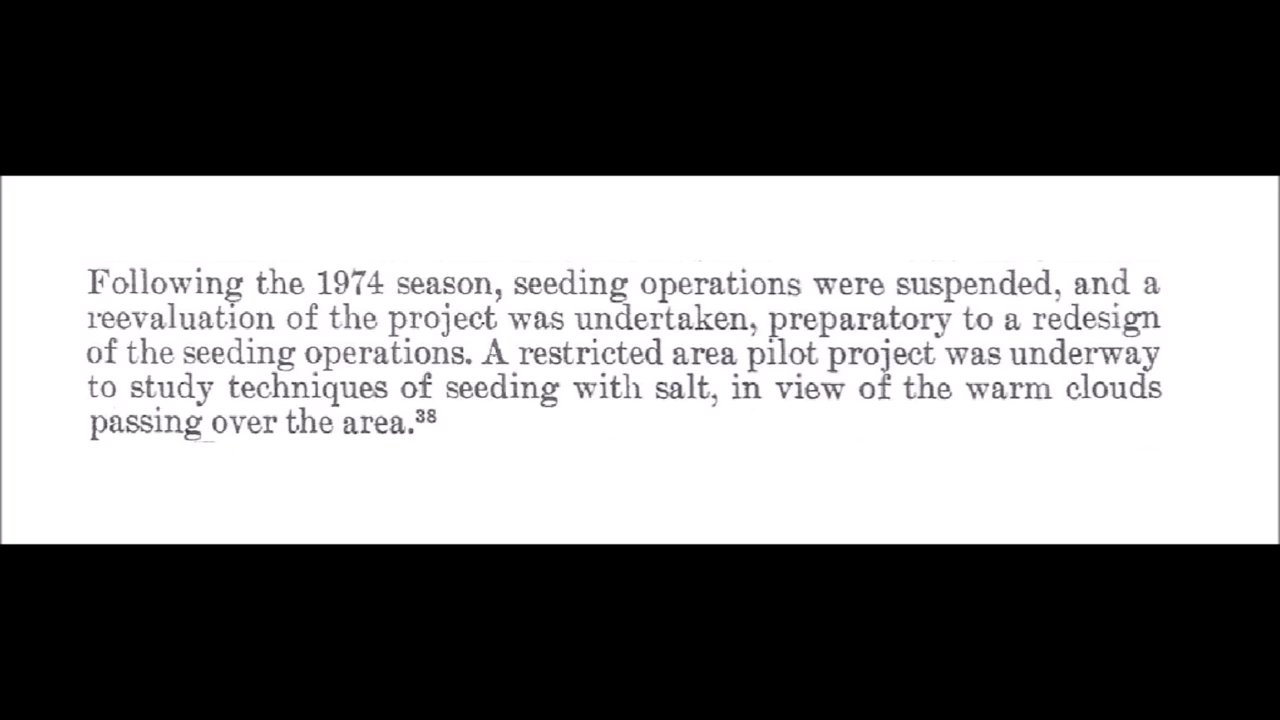 Following the 1974 season, seeding operations were suspended, and a
reevaluation of the project was undertaken, preparatory to a redesign
of the seeding operations. A restricted area pilot project was underway
to study techniques of seeding with salt, in view of the warm clouds
passing over the area.³⁸